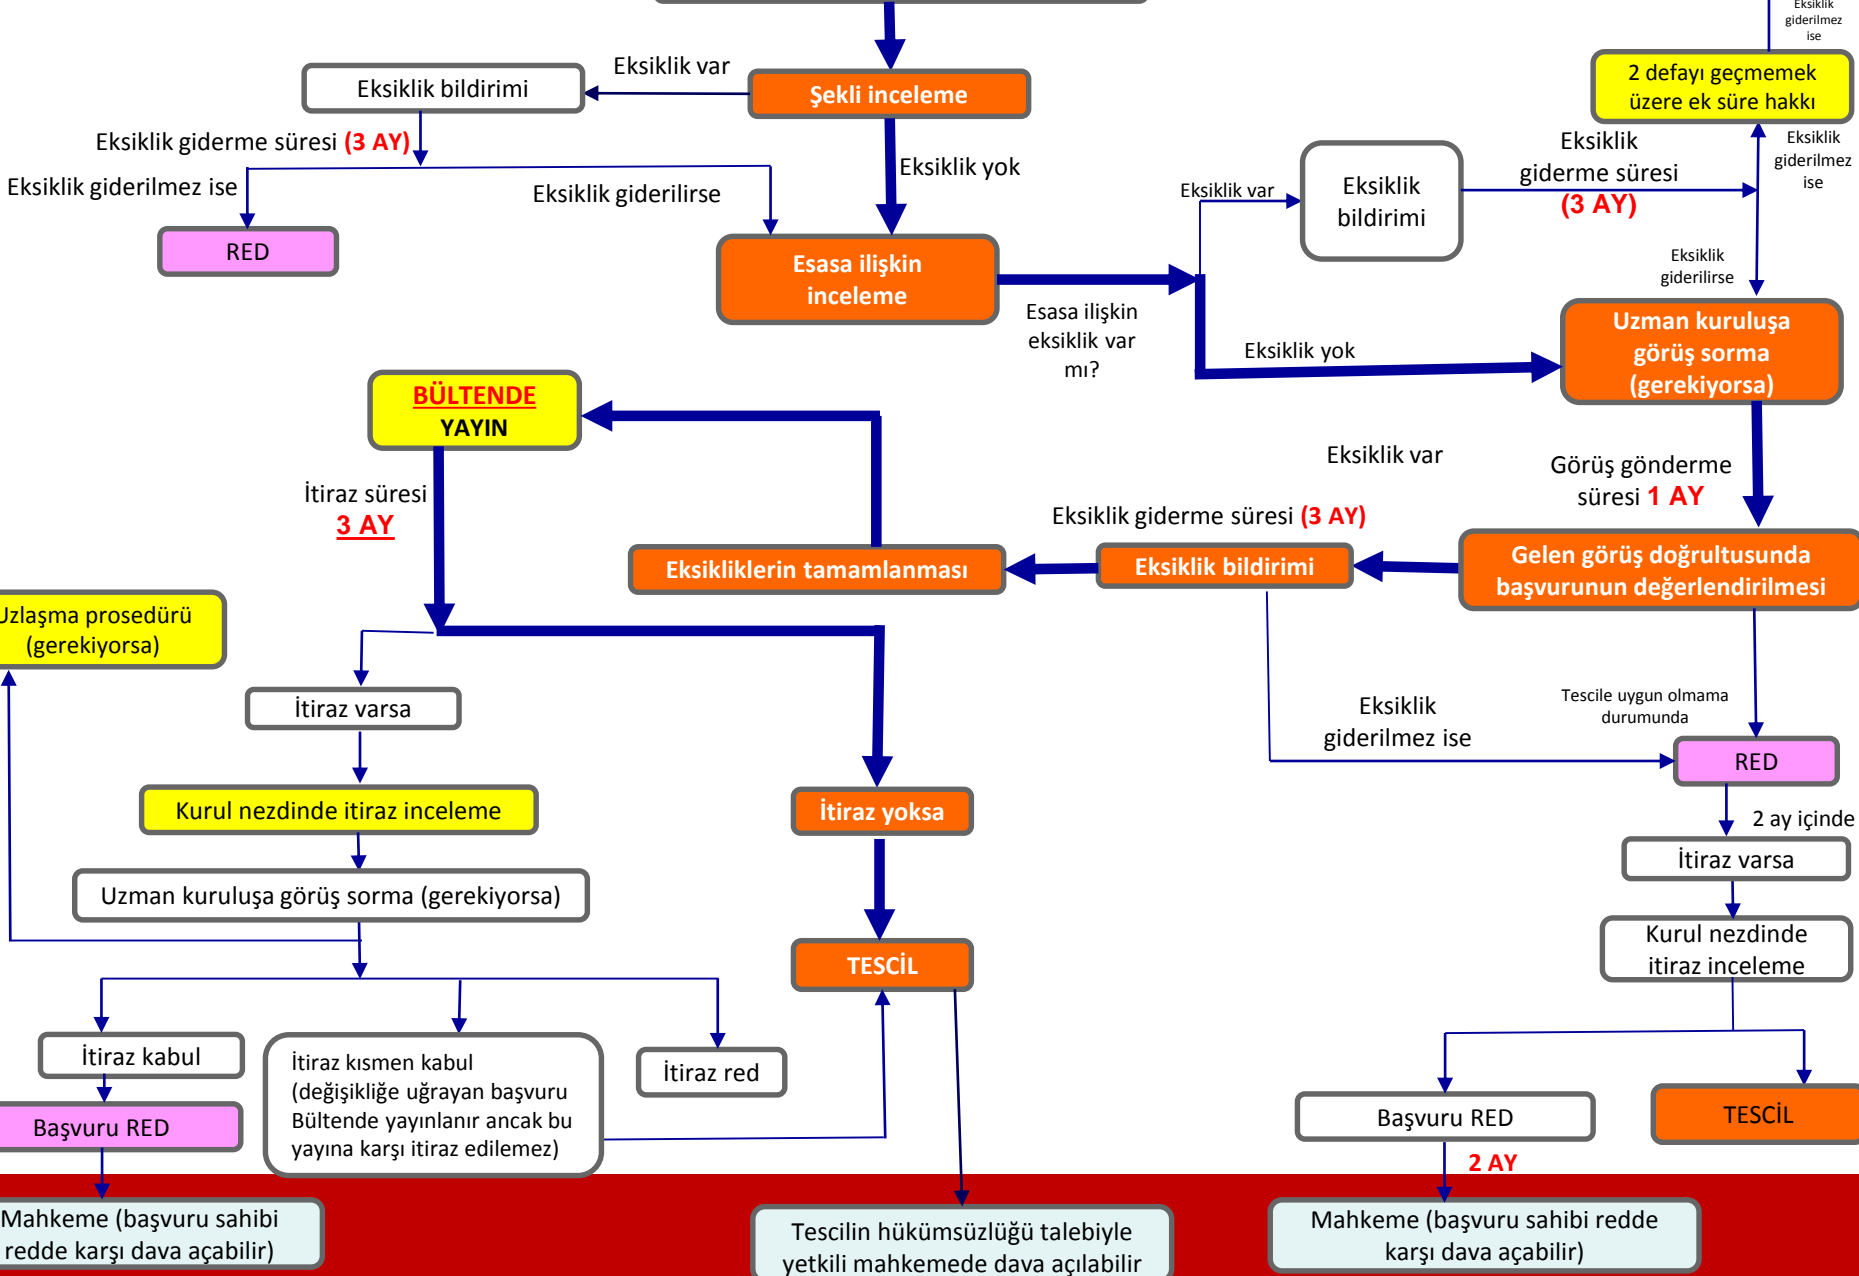 Eksiklik
giderilmez
ise
Eksiklik var
Eksiklik bildirimi
Şekli inceleme
2 defayı geçmemek
üzere ek süre hakkı
Eksiklik giderme süresi (3 AY)
Eksiklik giderilmez ise
Eksiklik giderilirse
Eksiklik yok
RED
Esasa ilişkin
inceleme
Esasa ilişkin
eksiklik var
mı?
Eksiklik var
Eksiklik
bildirimi
Eksiklik
giderme süresi
(3 AY)
Eksiklik
giderilmez
ise
Eksiklik
giderilirse
Eksiklik yok
Uzman kuruluşa
görüş sorma
(gerekiyorsa)
BÜLTENDE
YAYIN
Eksiklik var
Görüş gönderme
süresi 1 AY
İtiraz süresi
3 AY
Eksiklik giderme süresi (3 AY)
Eksikliklerin tamamlanması
Eksiklik bildirimi
Gelen görüş doğrultusunda
başvurunun değerlendirilmesi
Uzlaşma prosedürü
(gerekiyorsa)
İtiraz varsa
Eksiklik
giderilmez ise
Tescile uygun olmama
durumunda
RED
Kurul nezdinde itiraz inceleme
İtiraz yoksa
2 ay içinde
İtiraz varsa
Uzman kuruluşa görüş sorma (gerekiyorsa)
Kurul nezdinde
itiraz inceleme
TESCİL
İtiraz kabul
İtiraz kısmen kabul
(değişikliğe uğrayan başvuru
Bültende yayınlanır ancak bu
yayına karşı itiraz edilemez)
İtiraz red
Başvuru RED
Başvuru RED
TESCİL
2 AY
Mahkeme (başvuru sahibi
redde karşı dava açabilir)
Tescilin hükümsüzlüğü talebiyle
yetkili mahkemede dava açılabilir
Mahkeme (başvuru sahibi redde
karşı dava açabilir)